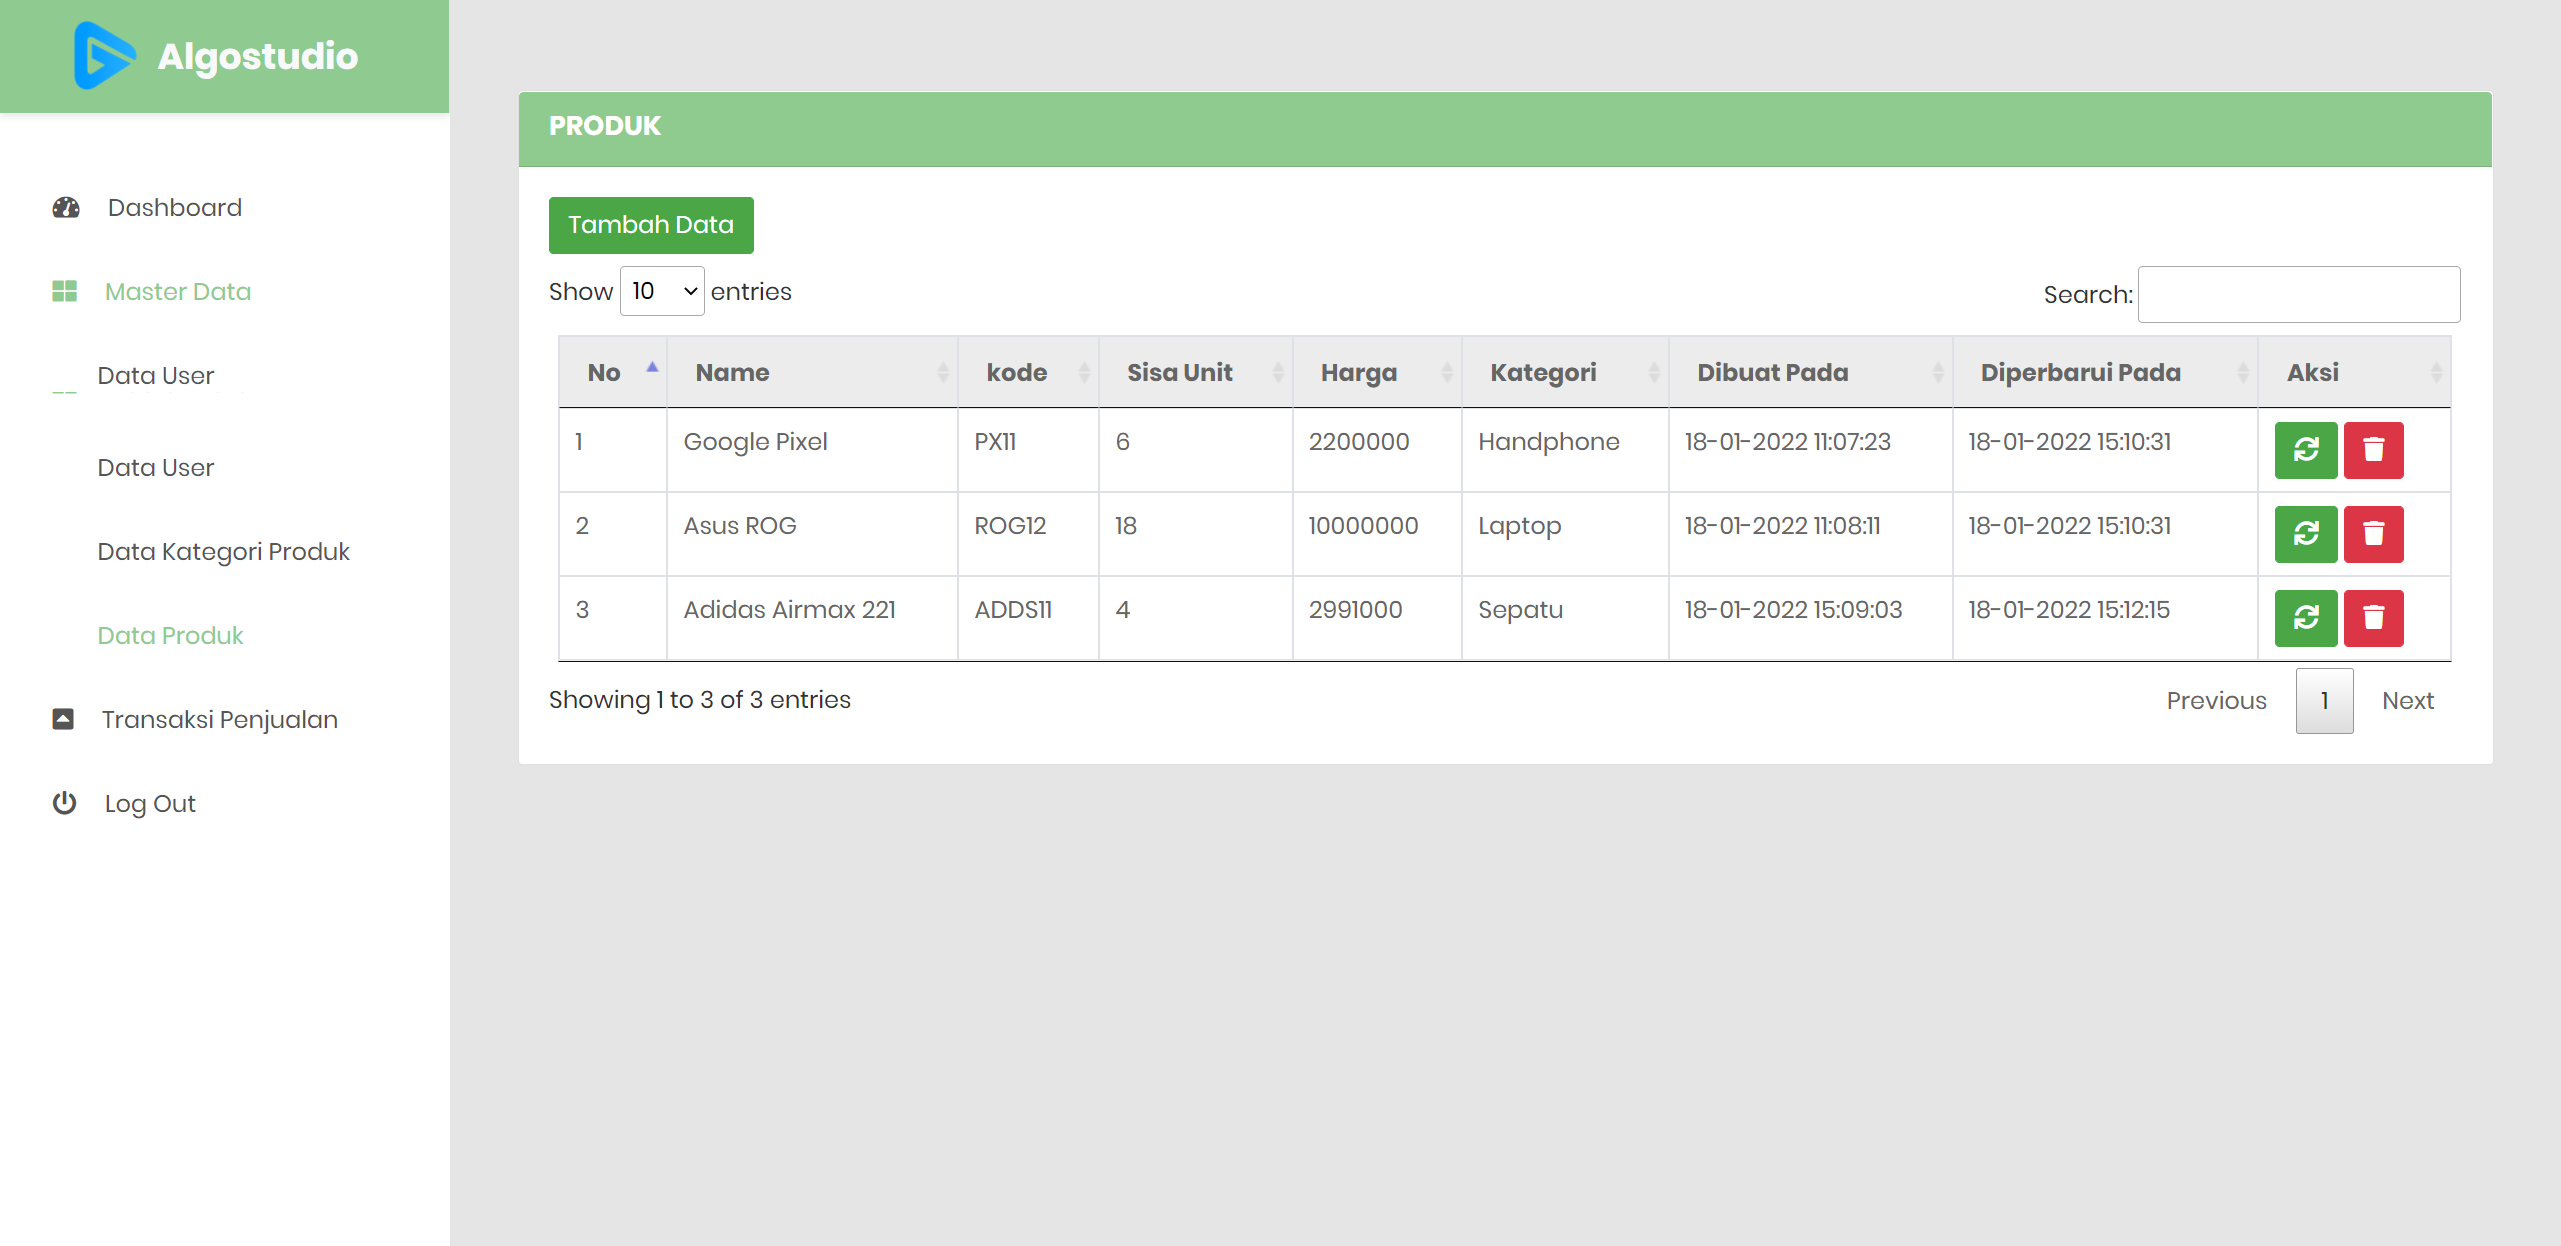 Algostudio
Dashboard
Master Data
Data User
Data User
Data Kategori Produk
Data Produk
Transaksi Penjualan
Log Out
PRODUK
Tambah Data
Show 10 entries
Search:
No Name kode Sisa Unit Harga Kategori Dibuat Pada Diperbarui Pada Aksi
1 Google Pixel PX11 6 2200000 Handphone 18-01-2022 11:07:23 18-01-2022 15:10:31
2 Asus ROG ROG12 18 10000000 Laptop 18-01-2022 11:08:11 18-01-2022 15:10:31
3 Adidas Airmax 221 ADDS11 4 2991000 Sepatu 18-01-2022 15:09:03 18-01-2022 15:12:15
Showing 1 to 3 of 3 entries
Previous 1 Next